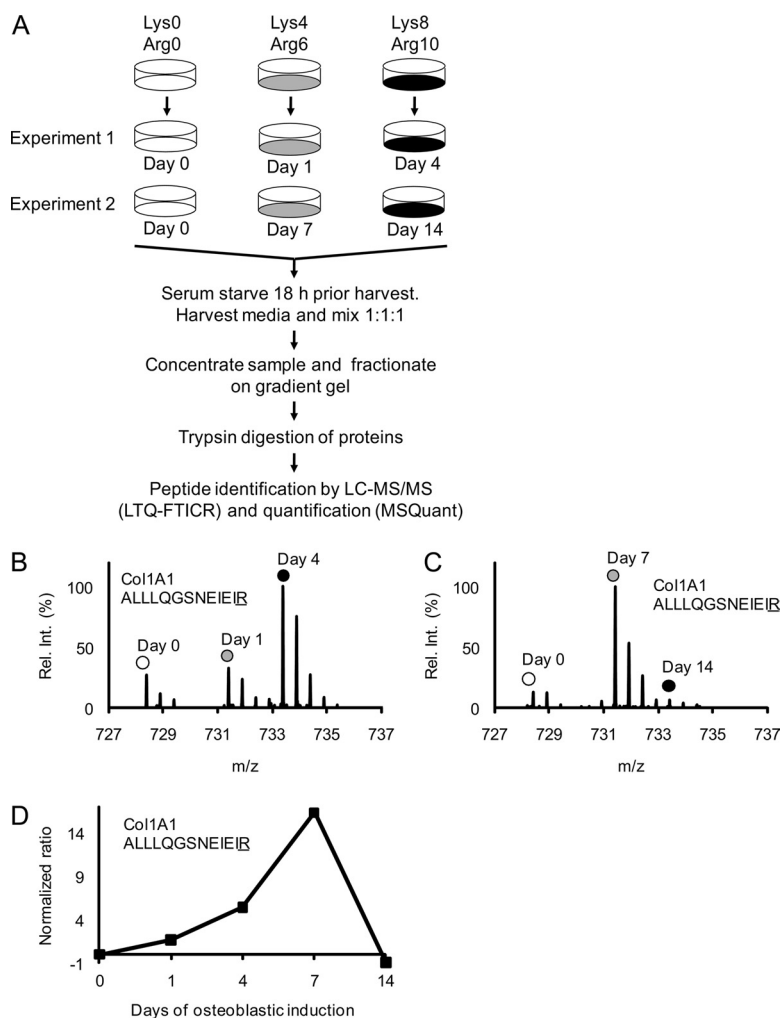 A
Lys0 Lys4 Lys8
Arg0 Arg6 Arg10
Experiment 1
Day 0 Day 1 Day 4
Experiment 2
Day 0 Day 7 Day 14
Serum starve 18 h prior harvest.
Harvest media and mix 1:1:1
Concentrate sample and fractionate
on gradient gel
Trypsin digestion of proteins
Peptide identification by LC-MS/MS
(LTQ-FTICR) and quantification (MSQuant)
B
Day 4
Col1A1
ALLLQGSNEIEIR
Day 0
Day 1
Rel. Int. (%)
100
50
0
727 729 731 733 735 737
m/z
C
Day 7
Col1A1
ALLLQGSNEIEIR
Day 0
Day 14
Rel. Int. (%)
100
50
0
727 729 731 733 735 737
m/z
D
Col1A1
ALLLQGSNEIEIR
Normalized ratio
14
9
4
-1
0 1 4 7 14
Days of osteoblastic induction